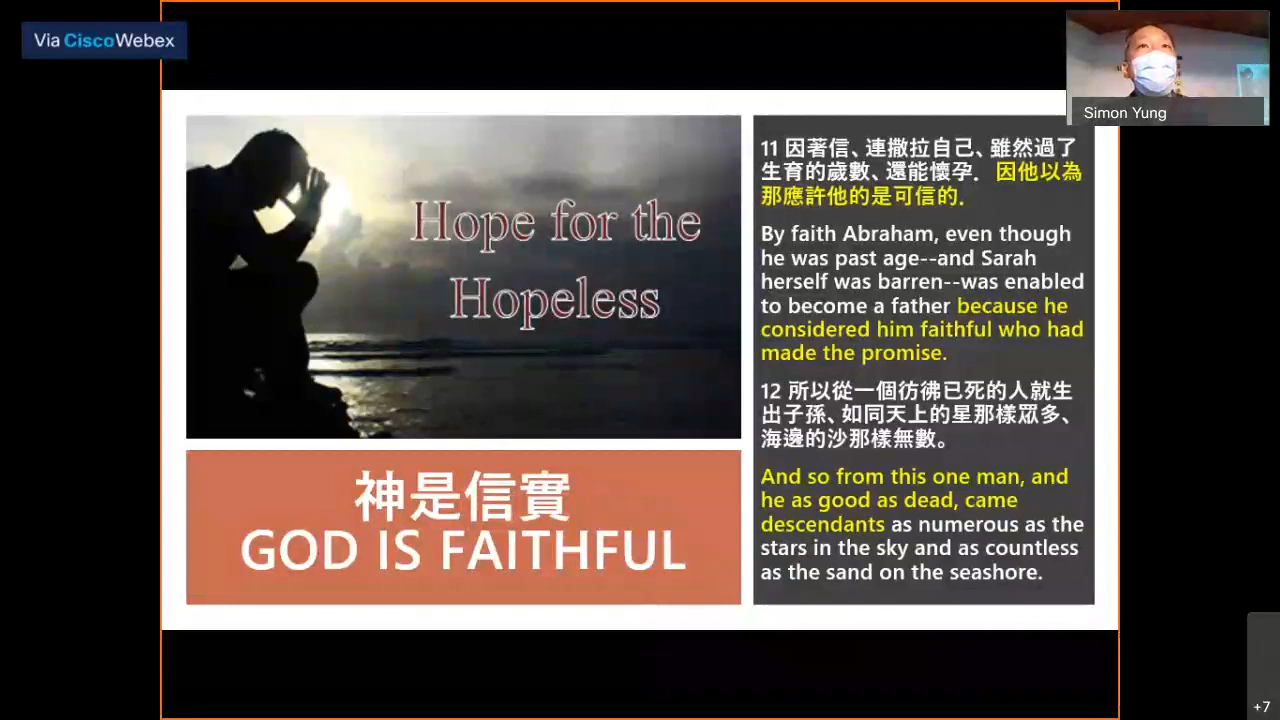 Via CiscoWebex
Simon Yung
Hope for the
Hopeless
神是信實
GOD IS FAITHFUL
11 因著信、連撒拉自己、雖然過了
生育的歲數、還能懷孕． 因他以為
那應許他的是可信的．
By faith Abraham, even though
he was past age--and Sarah
herself was barren--was enabled
to become a father because he
considered him faithful who had
made the promise.
12 所以從一個彷彿已死的人就生
出子孫、如同天上的星那樣眾多、
海邊的沙那樣無數。
And so from this one man, and
he as good as dead, came
descendants as numerous as the
stars in the sky and as countless
as the sand on the seashore.
+7